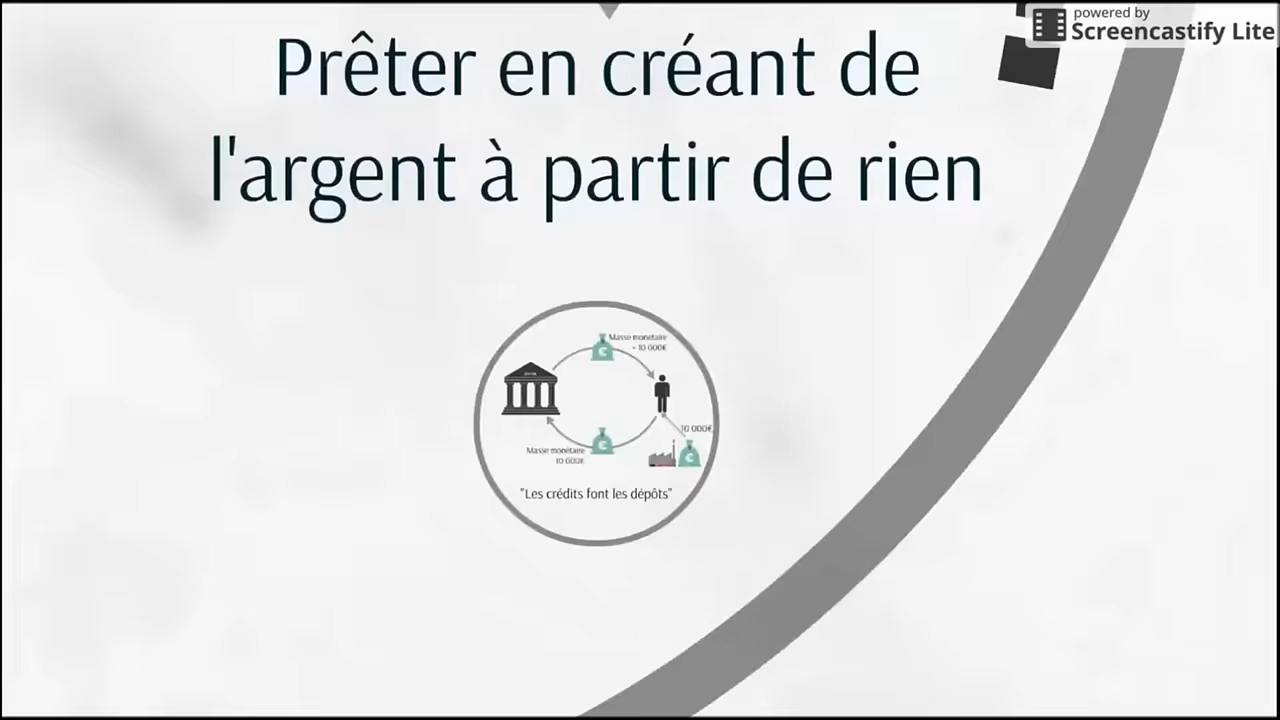 powered by
Screencastify Lite
Prêter en créant de
l'argent à partir de rien
Masse monétaire
+ 10 000€
10 000€
Masse monétaire
10 000€
"Les crédits font les dépôts"